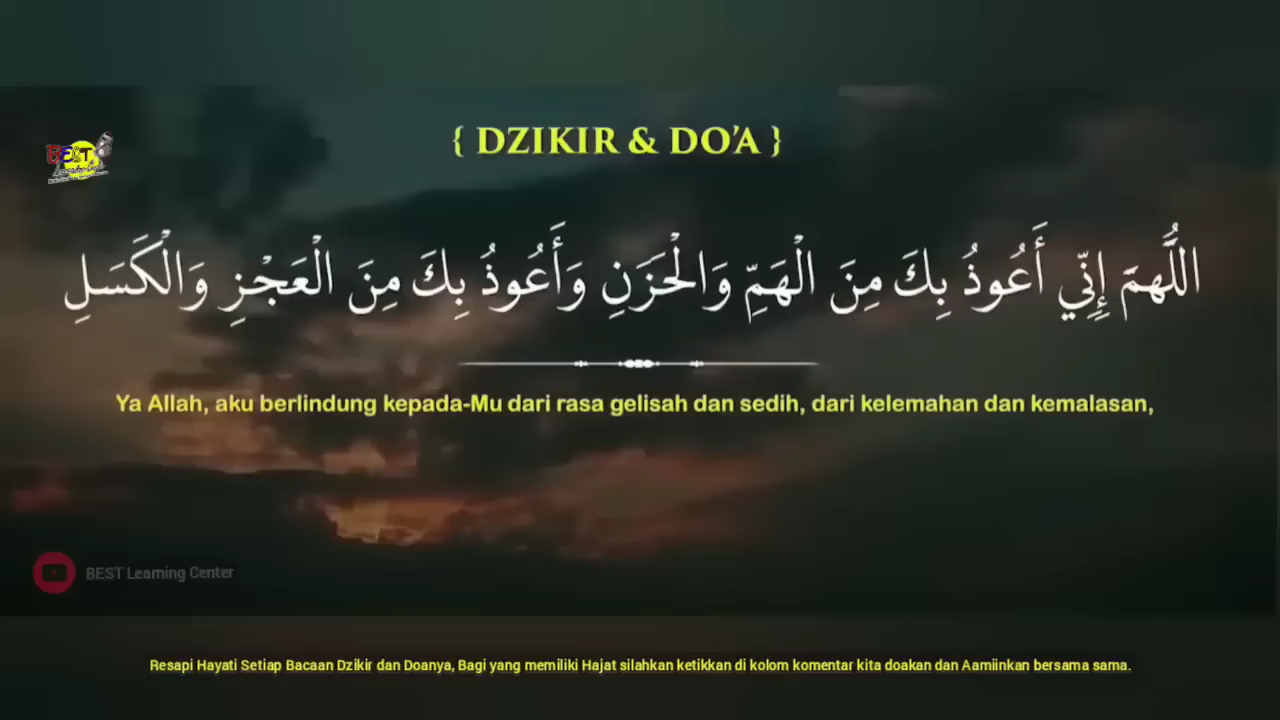 { DZIKIR & DO'A }
BEST
اللَّهُمَّ إِنِّي أَعُوذُ بِكَ مِنَ الْهَمِّ وَالْحَزَنِ وَأَعُوذُ بِكَ مِنَ الْعَجْزِ وَالْكَسَلِ
Ya Allah, aku berlindung kepada-Mu dari rasa gelisah dan sedih, dari kelemahan dan kemalasan,
BEST Learning Center
Resapi Hayati Setiap Bacaan Dzikir dan Doanya, Bagi yang memiliki Hajat silahkan ketikkan di kolom komentar kita doakan dan Aamiinkan bersama sama.